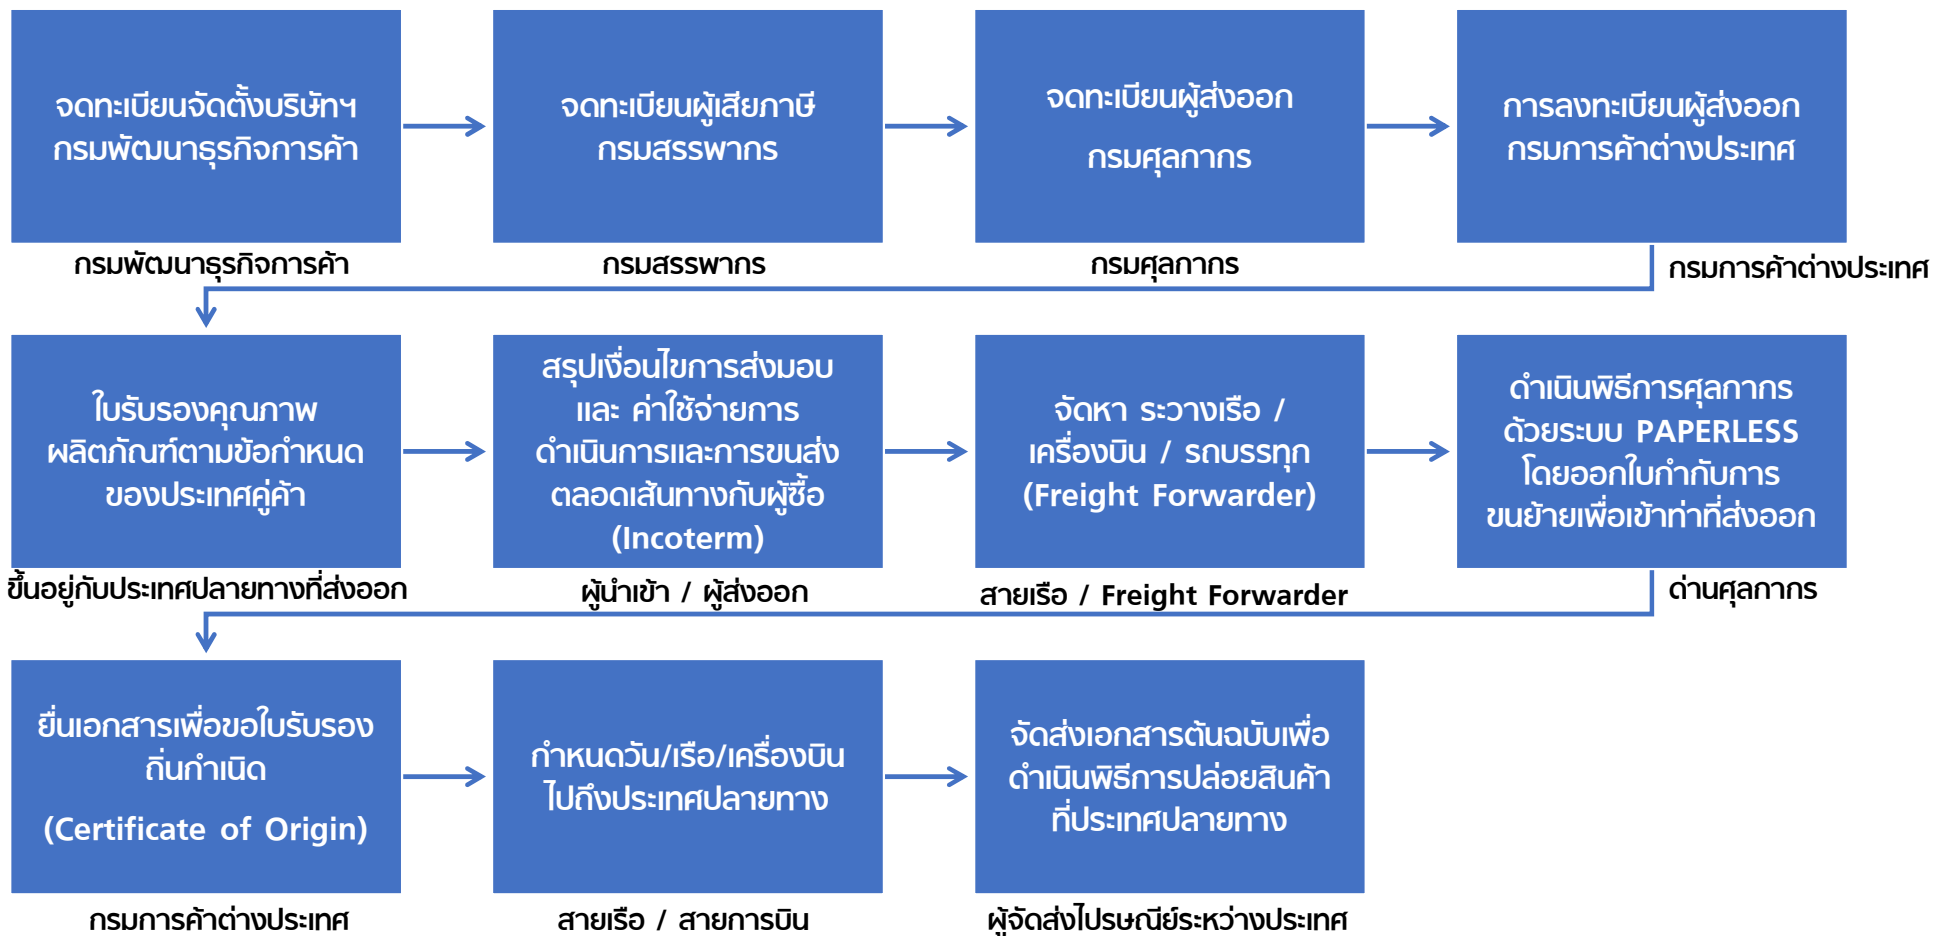 จดทะเบียนจัดตั้งบริษัทฯ
กรมพัฒนาธุรกิจการค้า
กรมพัฒนาธุรกิจการค้า
จดทะเบียนผู้เสียภาษี
กรมสรรพากร
กรมสรรพากร
จดทะเบียนผู้ส่งออก
กรมศุลกากร
กรมศุลกากร
การลงทะเบียนผู้ส่งออก
กรมการค้าต่างประเทศ
กรมการค้าต่างประเทศ
ใบรับรองคุณภาพ
ผลิตภัณฑ์ตามข้อกำหนด
ของประเทศคู่ค้า
ขึ้นอยู่กับประเทศปลายทางที่ส่งออก
สรุปเงื่อนไขการส่งมอบ
และ ค่าใช้จ่ายการ
ดำเนินการและการขนส่ง
ตลอดเส้นทางกับผู้ซื้อ
(Incoterm)
ผู้นำเข้า / ผู้ส่งออก
จัดหา ระวางเรือ /
เครื่องบิน / รถบรรทุก
(Freight Forwarder)
สายเรือ / Freight Forwarder
ดำเนินพิธีการศุลกากร
ด้วยระบบ PAPERLESS
โดยออกใบกำกับการ
ขนย้ายเพื่อเข้าท่าที่ส่งออก
ด่านศุลกากร
ยื่นเอกสารเพื่อขอใบรับรอง
ถิ่นกำเนิด
(Certificate of Origin)
กรมการค้าต่างประเทศ
กำหนดวัน/เรือ/เครื่องบิน
ไปถึงประเทศปลายทาง
สายเรือ / สายการบิน
จัดส่งเอกสารต้นฉบับเพื่อ
ดำเนินพิธีการปล่อยสินค้า
ที่ประเทศปลายทาง
ผู้จัดส่งไปรษณีย์ระหว่างประเทศ